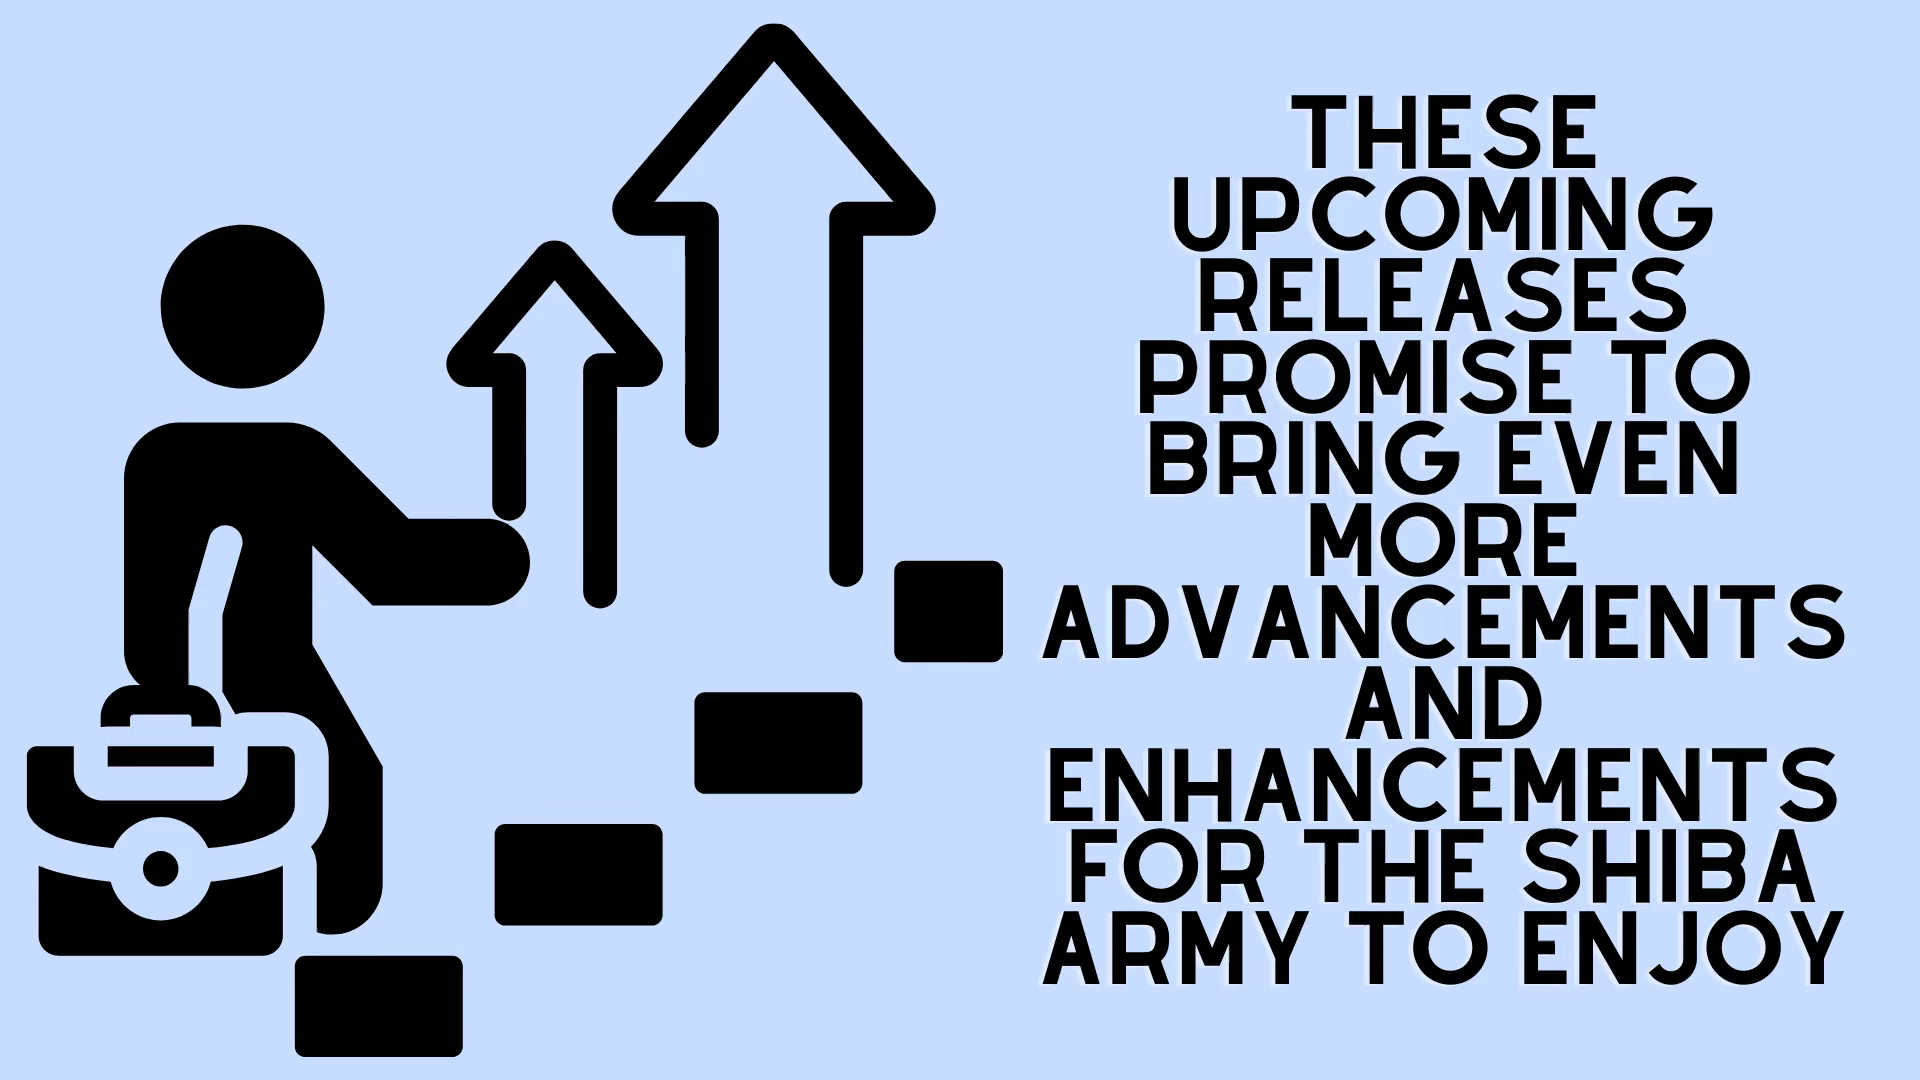 THESE
UPCOMING
RELEASES
PROMISE TO
BRING EVEN
MORE
ADVANCEMENTS
AND
ENHANCEMENTS
FOR THE SHIBA
ARMY TO ENJOY